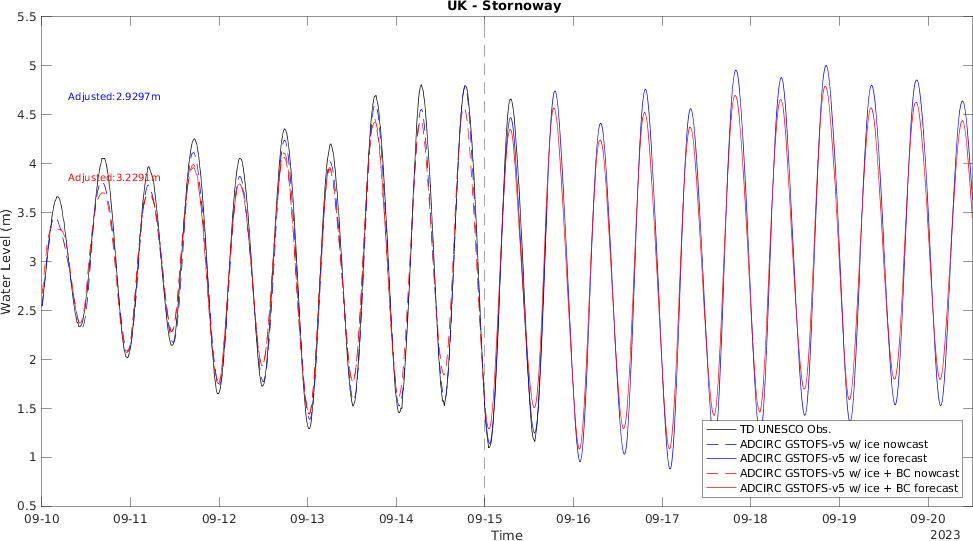 UK - Stornoway
5.5
5
4.5
4
3.5
3
2.5
2
1.5
1
0.5
Water Level (m)
Adjusted:2.9297m
Adjusted:3.2291m
TD UNESCO Obs.
ADCIRC GSTOFS-v5 w/ ice nowcast
ADCIRC GSTOFS-v5 w/ ice forecast
ADCIRC GSTOFS-v5 w/ ice + BC nowcast
ADCIRC GSTOFS-v5 w/ ice + BC forecast
09-10 09-11 09-12 09-13 09-14 09-15 09-16 09-17 09-18 09-19 09-20
Time
2023